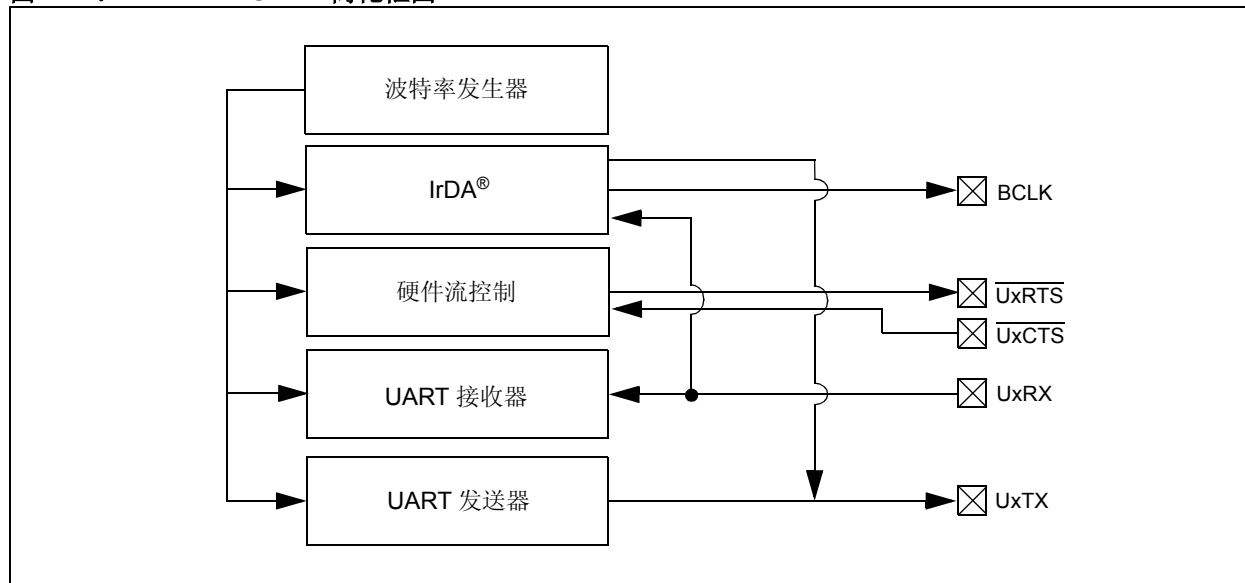 波特率发生器
IrDA®
BCLK
硬件流控制
UxRTS
UxCTS
UART 接收器
UxRX
UART 发送器
UxTX